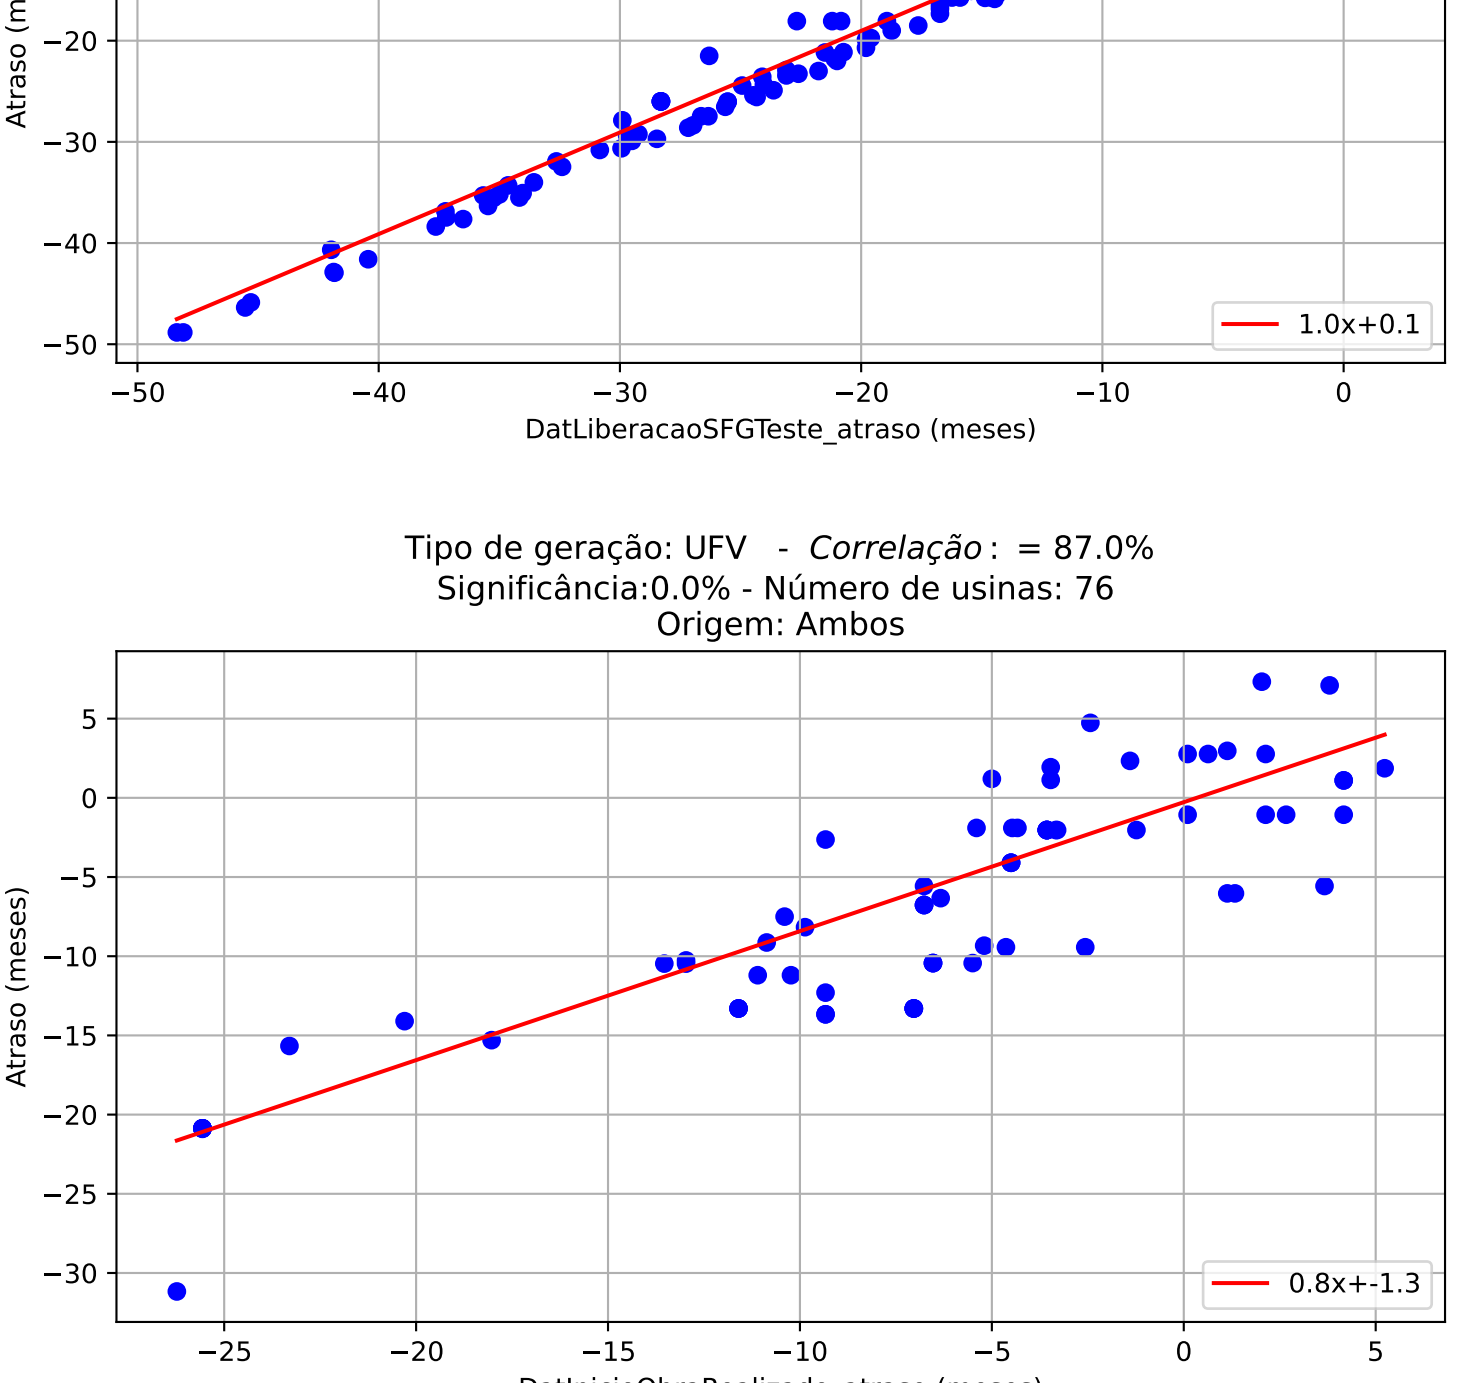 Atraso (m
−20
−30
−40
−50
1.0x+0.1
−50 −40 −30 −20 −10 0
DatLiberacaoSFGTeste_atraso (meses)
Tipo de geração: UFV - Correlação : = 87.0%
Significância:0.0% - Número de usinas: 76
Origem: Ambos
Atraso (meses)
5
0
−5
−10
−15
−20
−25
−30
0.8x+-1.3
−25 −20 −15 −10 −5 0 5
DatInicioObraRealizado_atraso (meses)